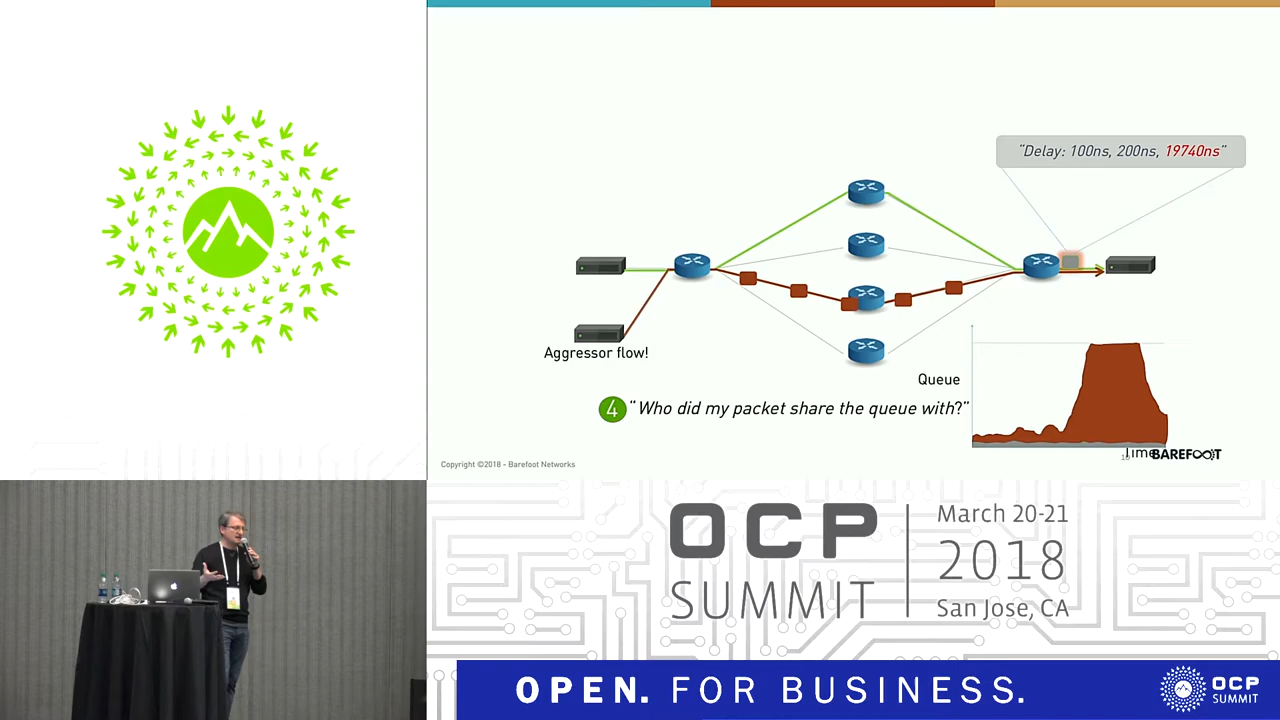 "Delay: 100ns, 200ns, 19740ns"
Aggressor flow!
Queue
4 "Who did my packet share the queue with?"
Time
Copyright ©2018 - Barefoot Networks
BAREFOOT
OCP
SUMMIT
March 20-21
2018
San Jose, CA
OPEN. FOR BUSINESS.
OCP
SUMMIT